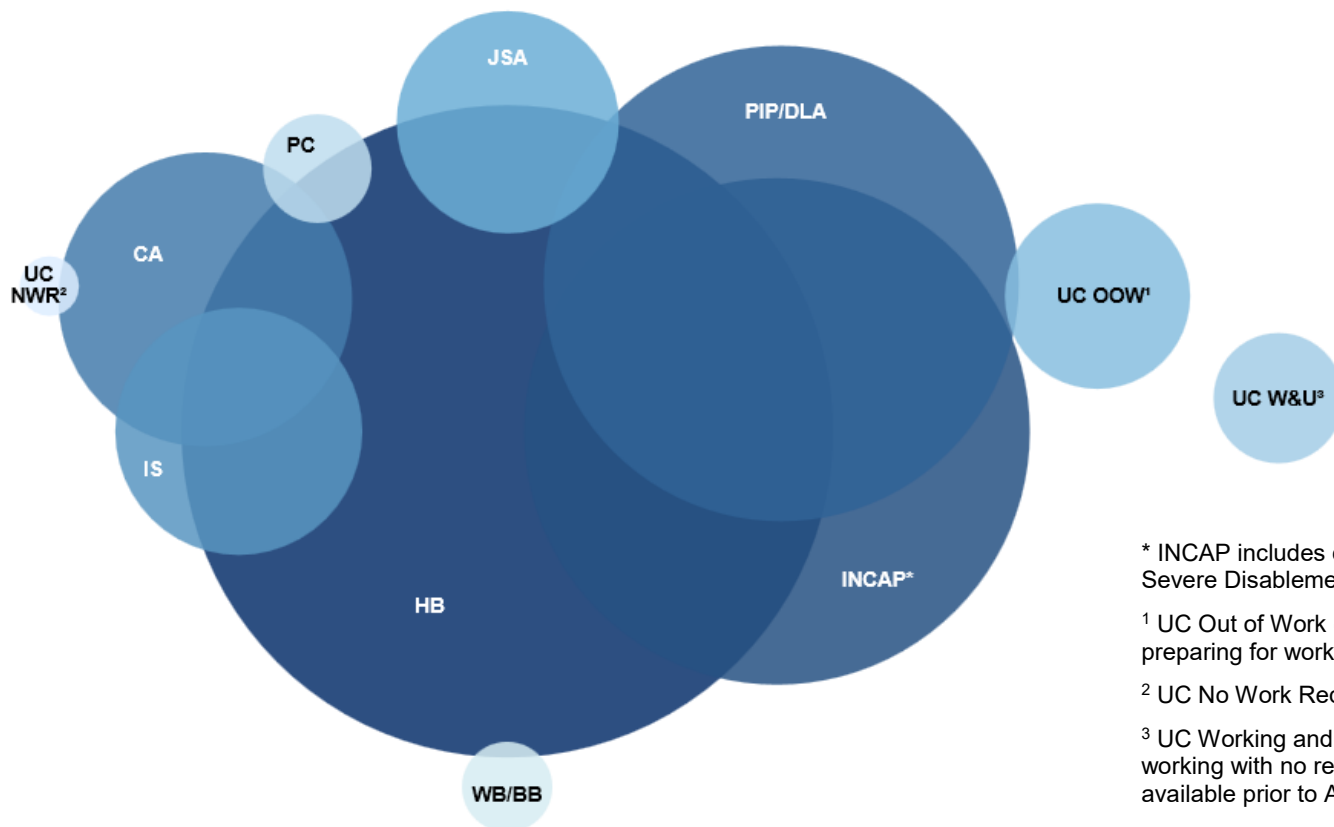 JSA
PIP/DLA
PC
CA
UC
NWR²
UC OOW¹
UC W&U³
IS
INCAP*
HB
WB/BB
* INCAP includes
Severe Disableme
¹ UC Out of Work
preparing for work
² UC No Work Rec
³ UC Working and
working with no re
available prior to A